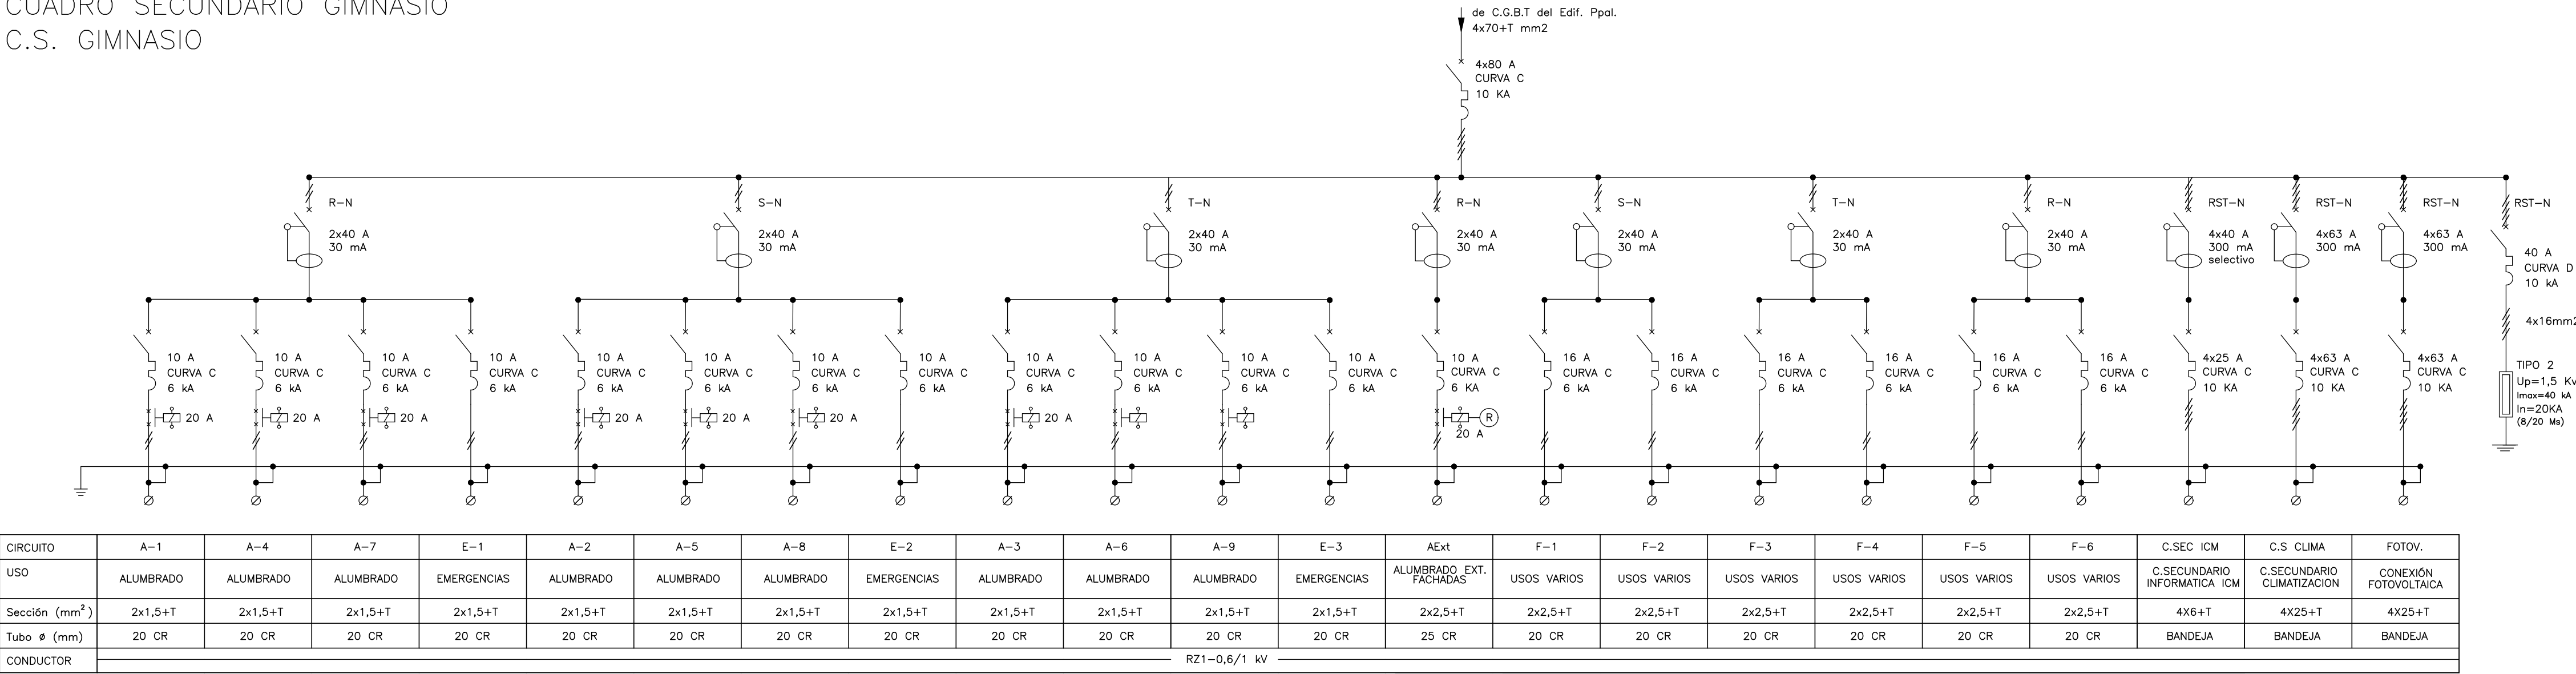 CUADRO SECUNDARIO GIMNASIO
C.S. GIMNASIO
de C.G.B.T del Edif. Ppal.
4x70+T mm2
4x80 A
CURVA C
10 KA
R-N
2x40 A
30 mA
S-N
2x40 A
30 mA
T-N
2x40 A
30 mA
R-N
2x40 A
30 mA
S-N
2x40 A
30 mA
T-N
2x40 A
30 mA
R-N
2x40 A
30 mA
RST-N
4x40 A
300 mA
selectivo
RST-N
4x63 A
300 mA
RST-N
4x63 A
300 mA
RST-N
40 A
CURVA D
10 kA
4x16mm2
TIPO 2
Up=1,5 Kv
Imax=40 kA
In=20KA
(8/20 Ms)
10 A
CURVA C
6 kA
20 A
10 A
CURVA C
6 kA
20 A
10 A
CURVA C
6 kA
20 A
10 A
CURVA C
6 kA
10 A
CURVA C
6 kA
20 A
10 A
CURVA C
6 kA
20 A
10 A
CURVA C
6 kA
20 A
10 A
CURVA C
6 kA
10 A
CURVA C
6 kA
20 A
10 A
CURVA C
6 kA
10 A
CURVA C
6 kA
10 A
CURVA C
6 kA
10 A
CURVA C
6 KA
R
20 A
16 A
CURVA C
6 kA
16 A
CURVA C
6 kA
16 A
CURVA C
6 kA
16 A
CURVA C
6 kA
16 A
CURVA C
6 kA
16 A
CURVA C
6 kA
4x25 A
CURVA C
10 KA
4x63 A
CURVA C
10 KA
4x63 A
CURVA C
10 KA
CIRCUITO A-1 A-4 A-7 E-1 A-2 A-5 A-8 E-2 A-3 A-6 A-9 E-3 AExt F-1 F-2 F-3 F-4 F-5 F-6 C.SEC ICM C.S CLIMA FOTOV.
USO ALUMBRADO ALUMBRADO ALUMBRADO EMERGENCIAS ALUMBRADO ALUMBRADO ALUMBRADO EMERGENCIAS ALUMBRADO ALUMBRADO ALUMBRADO EMERGENCIAS ALUMBRADO EXT. USOS VARIOS USOS VARIOS USOS VARIOS USOS VARIOS USOS VARIOS USOS VARIOS C.SECUNDARIO C.SECUNDARIO CONEXIÓN
FACHADAS INFORMATICA ICM CLIMATIZACION FOTOVOLTAICA
Sección (mm²) 2x1,5+T 2x1,5+T 2x1,5+T 2x1,5+T 2x1,5+T 2x1,5+T 2x1,5+T 2x1,5+T 2x1,5+T 2x1,5+T 2x1,5+T 2x1,5+T 2x2,5+T 2x2,5+T 2x2,5+T 2x2,5+T 2x2,5+T 2x2,5+T 2x2,5+T 4X6+T 4X25+T 4X25+T
Tubo ø (mm) 20 CR 20 CR 20 CR 20 CR 20 CR 20 CR 20 CR 20 CR 20 CR 20 CR 20 CR 20 CR 25 CR 20 CR 20 CR 20 CR 20 CR 20 CR 20 CR BANDEJA BANDEJA BANDEJA
CONDUCTOR RZ1-0,6/1 kV